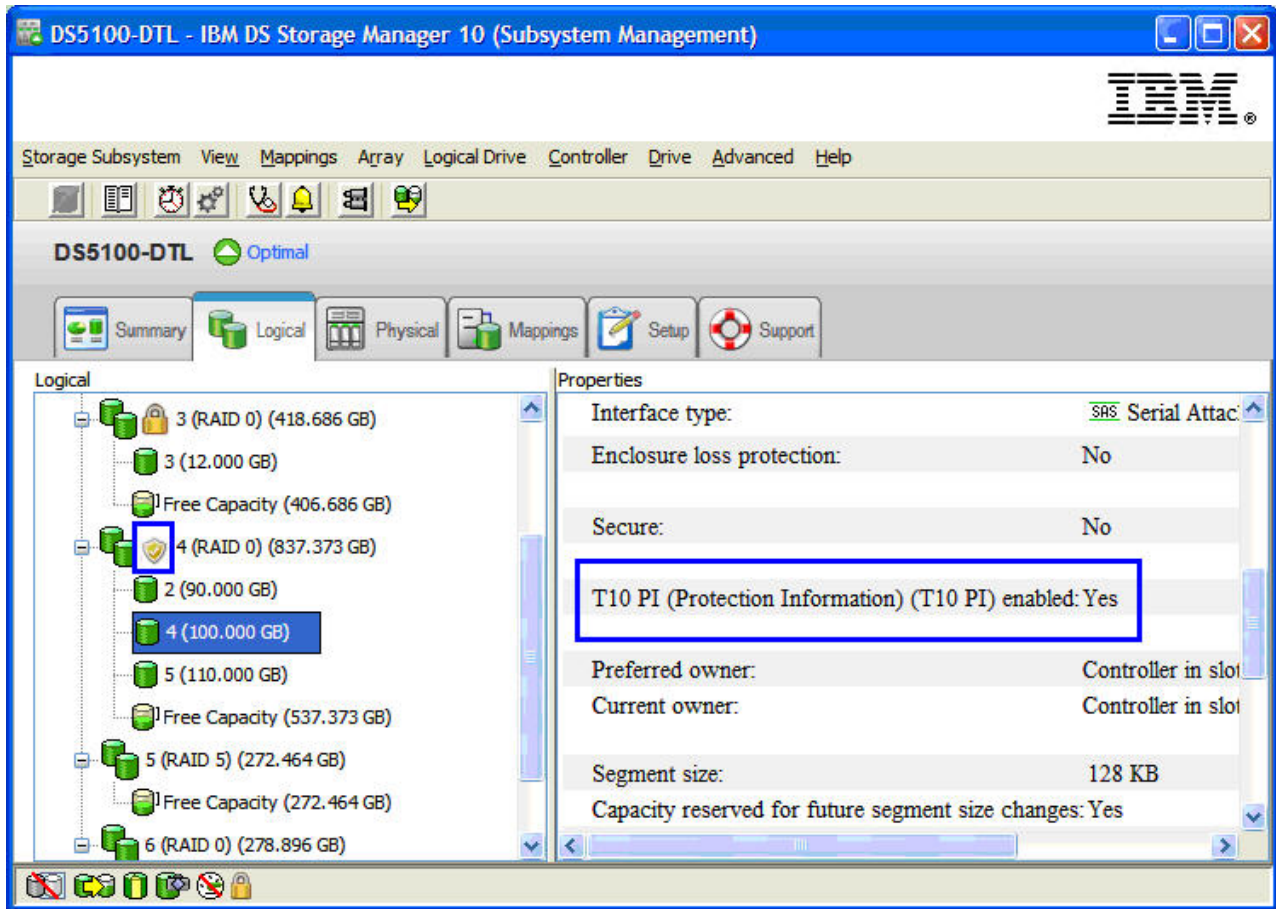 DS5100-DTL - IBM DS Storage Manager 10 (Subsystem Management)
IBM®
Storage Subsystem View Mappings Array Logical Drive Controller Drive Advanced Help
DS5100-DTL Optimal
Summary Logical Physical Mappings Setup Support
Logical
3 (RAID 0) (418.686 GB)
3 (12.000 GB)
Free Capacity (406.686 GB)
4 (RAID 0) (837.373 GB)
2 (90.000 GB)
4 (100.000 GB)
5 (110.000 GB)
Free Capacity (537.373 GB)
5 (RAID 5) (272.464 GB)
Free Capacity (272.464 GB)
6 (RAID 0) (278.896 GB)
Properties
Interface type: SAS Serial Attac
Enclosure loss protection: No
Secure: No
T10 PI (Protection Information) (T10 PI) enabled: Yes
Preferred owner: Controller in slot
Current owner: Controller in slot
Segment size: 128 KB
Capacity reserved for future segment size changes: Yes